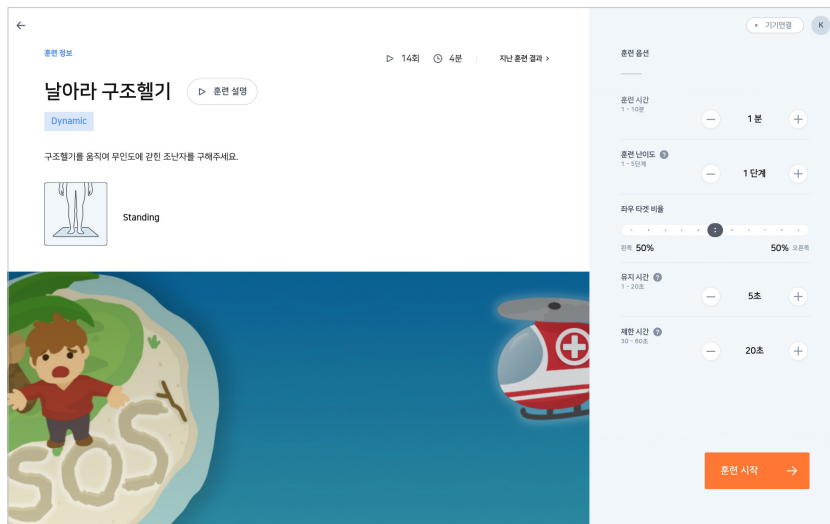 훈련 정보
14회 4분 지난 훈련 결과 >
날아라 구조헬기
훈련 설명
Dynamic
구조헬기를 움직여 무인도에 갇힌 조난자를 구해주세요.
Standing
SOS
기기연결 K
훈련 옵션
훈련 시간
1 - 10분
1 분
훈련 난이도 ?
1 - 5단계
1 단계
좌우 타겟 비율
왼쪽 50% 50% 오른쪽
유지 시간 ?
1 - 20초
5초
제한 시간 ?
30 - 60초
20초
훈련 시작